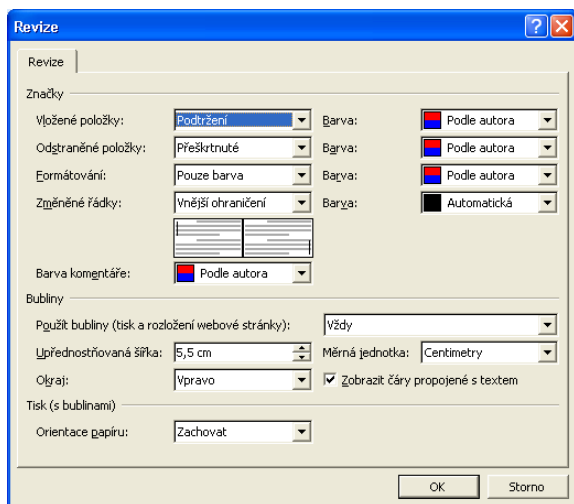 Revize
Revize
Značky
Vložené položky: Podtržení Barva: Podle autora
Odstraněné položky: Přeškrtnuté Barva: Podle autora
Formátování: Pouze barva Barva: Podle autora
Změněné řádky: Vnější ohraničení Barva: Automatická
Barva komentáře: Podle autora
Bubliny
Použít bubliny (tisk a rozložení webové stránky): Vždy
Upřednostňovaná šířka: 5,5 cm Měrná jednotka: Centimetry
Okraj: Vpravo Zobrazit čáry propojené s textem
Tisk (s bublinami)
Orientace papíru: Zachovat
OK Storno